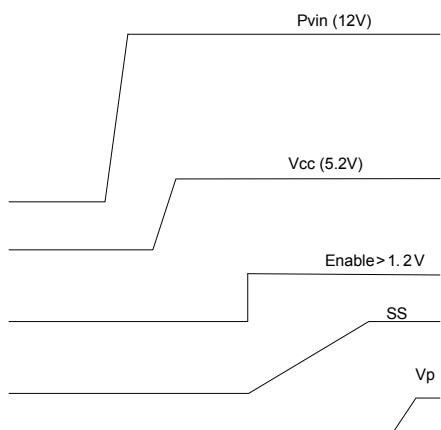 Pvin (12V)
Vcc (5.2V)
Enable>1.2V
SS
Vp